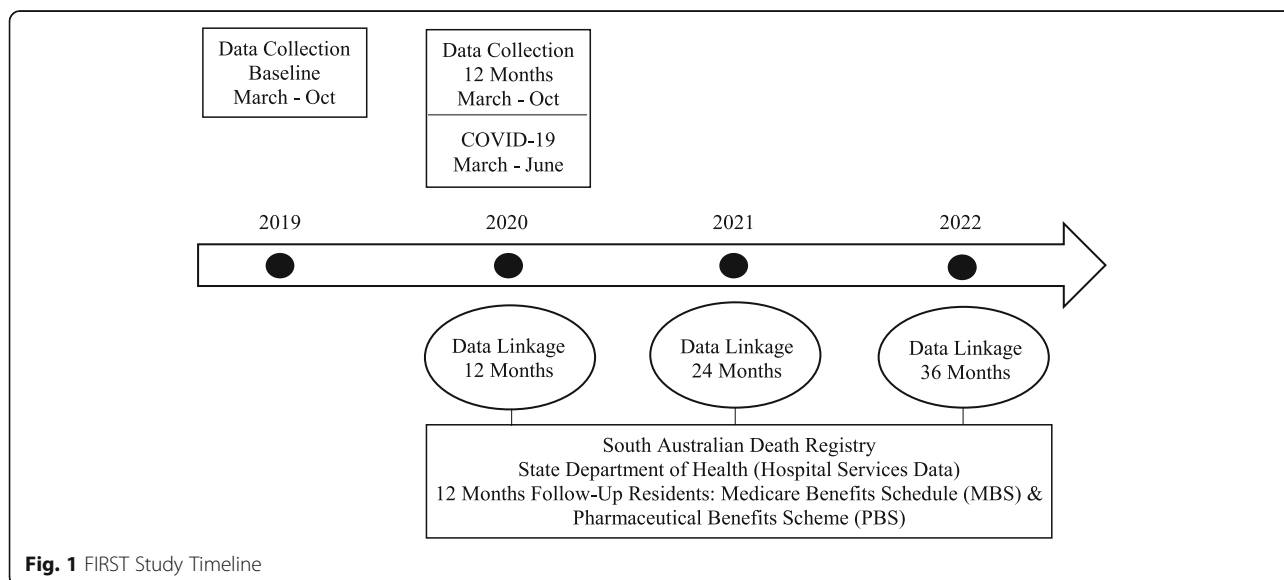 Data Collection
Baseline
March - Oct
Data Collection
12 Months
March - Oct
COVID-19
March - June
2019
2020
2021
2022
Data Linkage
12 Months
Data Linkage
24 Months
Data Linkage
36 Months
South Australian Death Registry
State Department of Health (Hospital Services Data)
12 Months Follow-Up Residents: Medicare Benefits Schedule (MBS) &
Pharmaceutical Benefits Scheme (PBS)
Fig. 1 FIRST Study Timeline